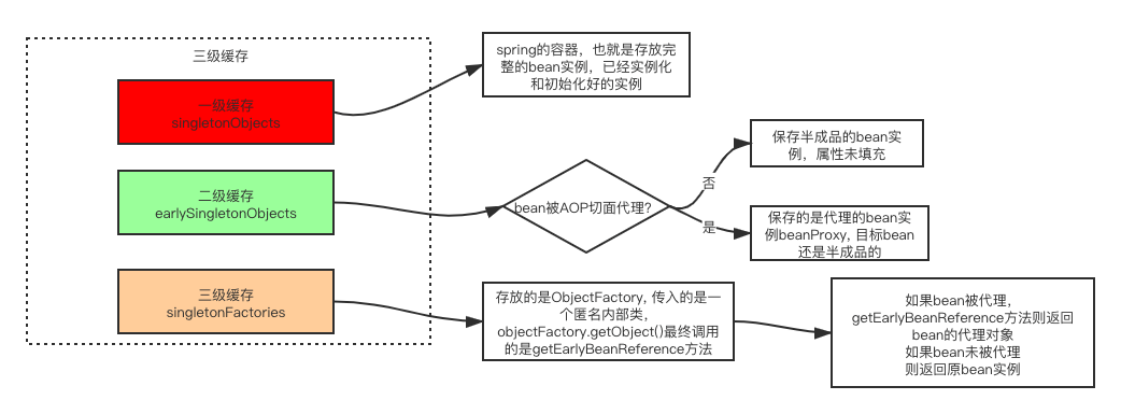 三级缓存
一级缓存
singletonObjects
spring的容器，也就是存放完
整的bean实例，已经实例化
和初始化好的实例
二级缓存
earlySingletonObjects
bean被AOP切面代理?
否
保存半成品的bean实
例，属性未填充
是
保存的是代理的bean实
例beanProxy, 目标bean
还是半成品的
三级缓存
singletonFactories
存放的是ObjectFactory, 传入的是一
个匿名内部类，
objectFactory.getObject()最终调用
的是getEarlyBeanReference方法
如果bean被代理，
getEarlyBeanReference方法则返回
bean的代理对象
如果bean未被代理
则返回原bean实例